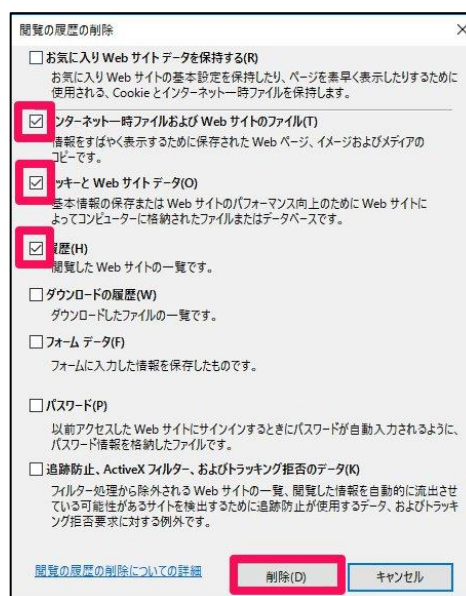 閲覧の履歴の削除
お気に入り Web サイト データを保持する(R)
お気に入り Web サイトの基本設定を保持したり、ページを素早く表示したりするために
使用される、Cookie とインターネット一時ファイルを保持します。
ンターネット一時ファイルおよび Web サイトのファイル(T)
情報をすばやく表示するために保存された Web ページ、イメージおよびメディアの
コピーです。
ッキーと Web サイト データ(O)
基本情報の保存または Web サイトのパフォーマンス向上のために Web サイトに
よってコンピューターに格納されたファイルまたはデータベースです。
履歴(H)
閲覧した Web サイトの一覧です。
ダウンロードの履歴(W)
ダウンロードしたファイルの一覧です。
フォーム データ(F)
フォームに入力した情報を保存したものです。
パスワード(P)
以前アクセスした Web サイトにサインインするときにパスワードが自動入力されるように、
パスワード情報を格納したファイルです。
追跡防止、ActiveX フィルター、およびトラッキング拒否のデータ(K)
フィルター処理から除外される Web サイトの一覧、閲覧した情報を自動的に流出させ
ている可能性があるサイトを検出するために追跡防止が使用するデータ、およびトラッキ
ング拒否要求に対する例外です。
閲覧の履歴の削除についての詳細
削除(D)
キャンセル